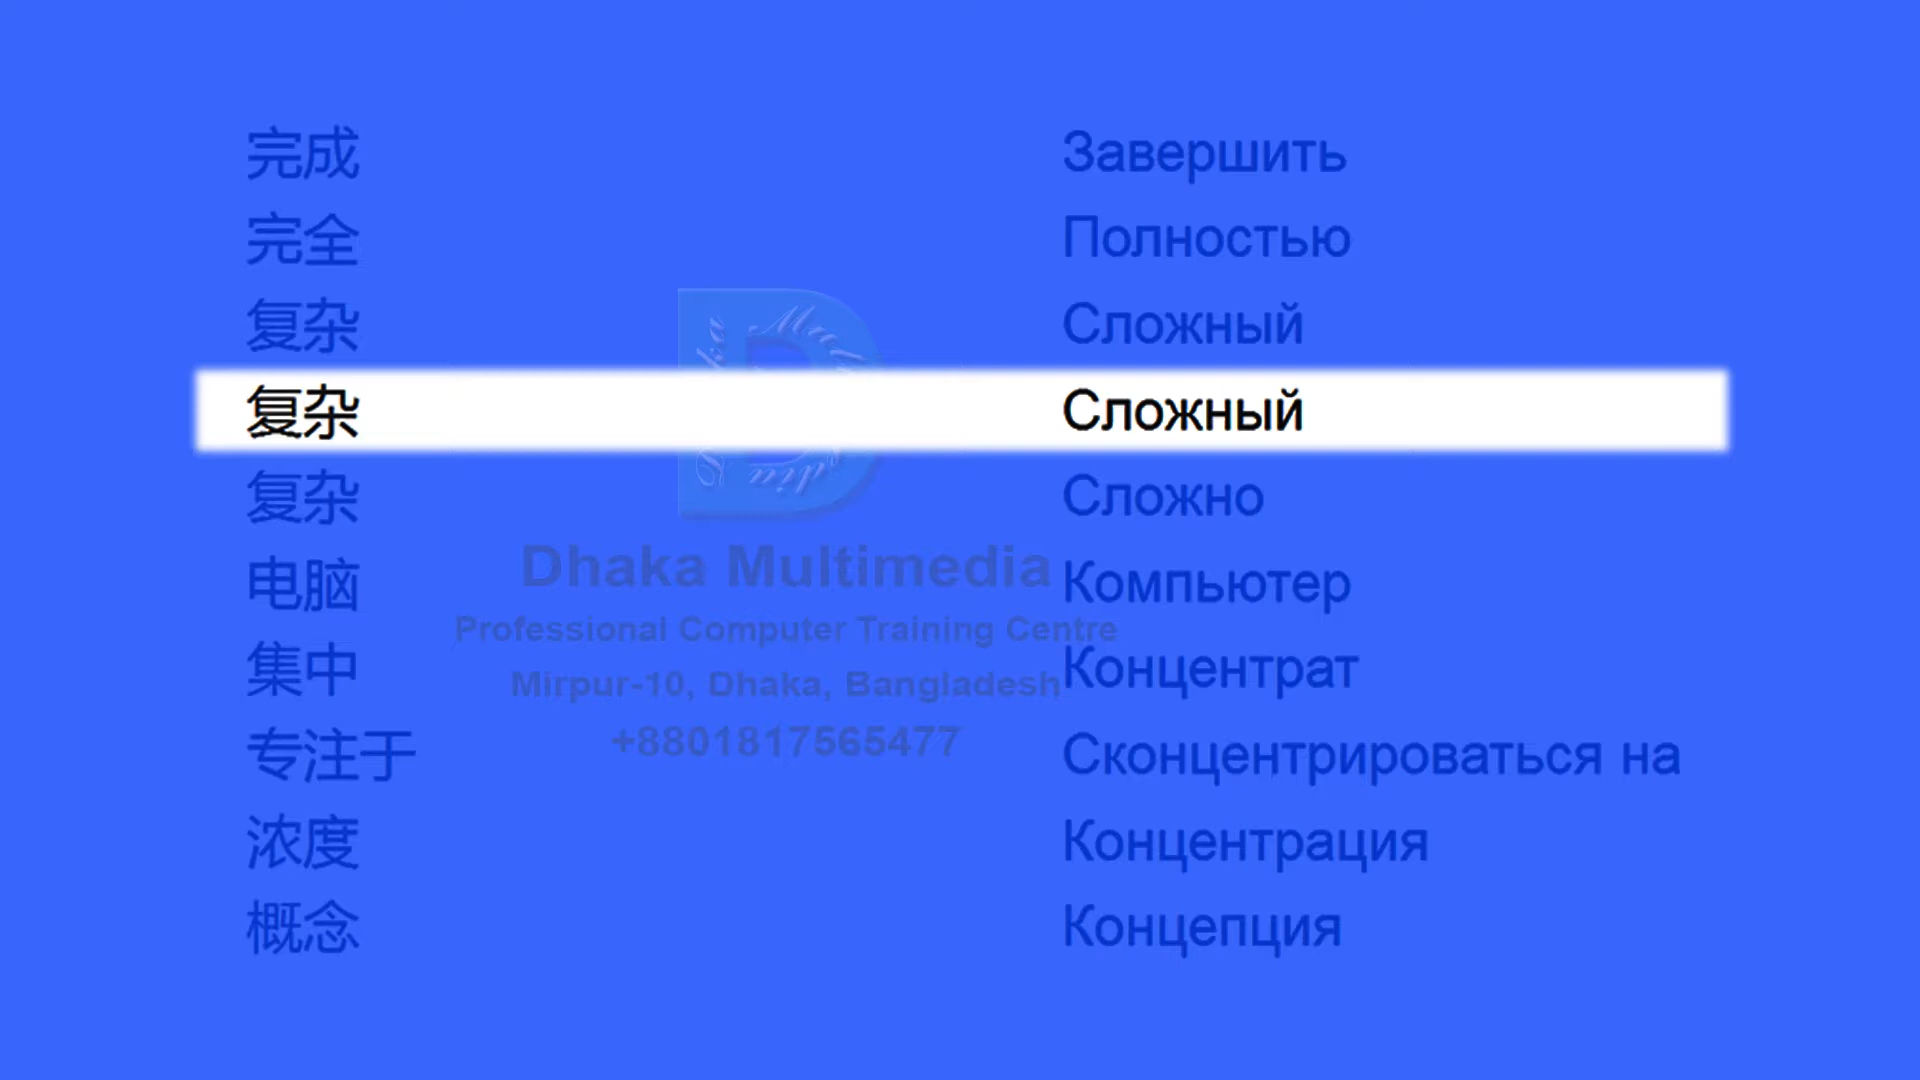 完成 Завершить
完全 Полностью
复杂 Сложный
复杂 Сложный
复杂 Сложно
电脑 Компьютер
集中 Концентрат
专注于 Сконцентрироваться на
浓度 Концентрация
概念 Концепция
Dhaka Multimedia
Professional Computer Training Centre
Mirpur-10, Dhaka, Bangladesh
+8801817565477